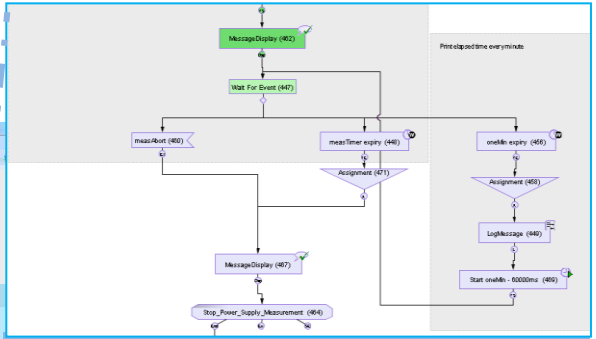 MessageDisplay (462)
Print elapsed time every minute
Wait For Event (447)
measAbort (460)
measTimer expiry (448)
oneMin expiry (456)
Assignment (471)
Assignment (458)
LogMessage (449)
MessageDisplay (467)
Start oneMin - 60000ms (469)
Stop_Power_Supply_Measurement (464)